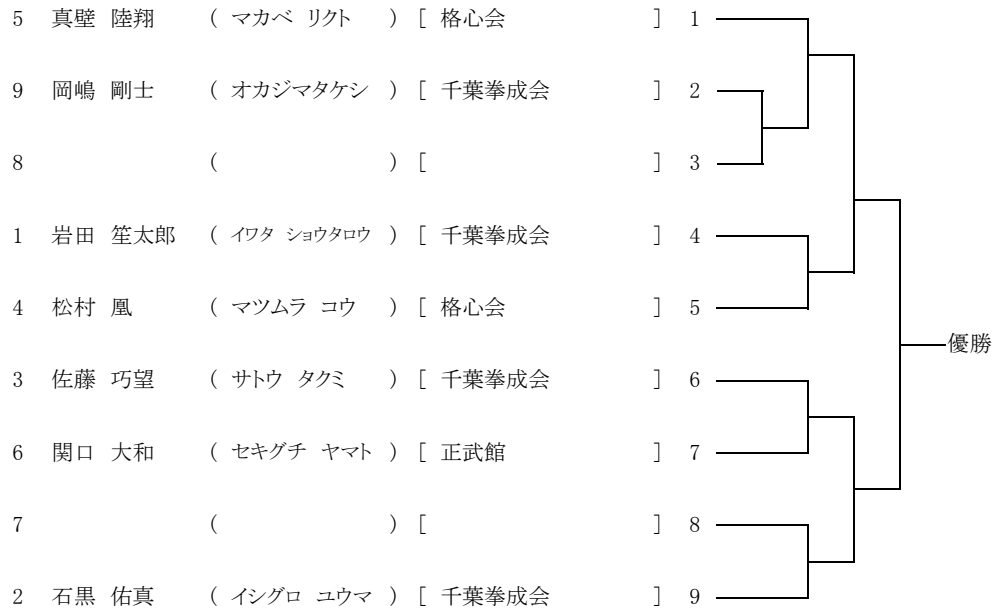 5 真壁 陸翔 ( マカベ リクト ) [ 格心会 ] 1
9 岡嶋 剛士 ( オカジマタケシ ) [ 千葉拳成会 ] 2
8 ( ) [ ] 3
1 岩田 笙太郎 ( イワタ ショウタロウ ) [ 千葉拳成会 ] 4
4 松村 凰 ( マツムラ コウ ) [ 格心会 ] 5
優勝
3 佐藤 巧望 ( サトウ タクミ ) [ 千葉拳成会 ] 6
6 関口 大和 ( セキグチ ヤマト ) [ 正武館 ] 7
7 ( ) [ ] 8
2 石黒 佑真 ( イシグロ ユウマ ) [ 千葉拳成会 ] 9